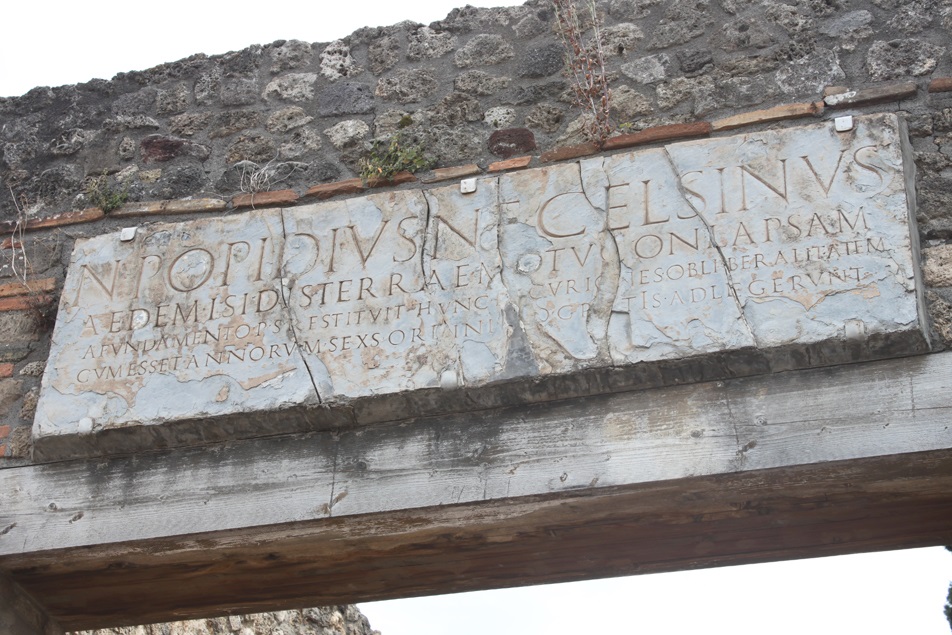 N·POPIDIVS N·F CELSINVS
AEDEM·ISIDIS·TERRAE MOTV CONLAPSAM
A FVNDAMENTO P·S RESTITVIT·HVNC DECVRIONES OB LIBERALITATEM
CVM ESSET ANNORVM SEXS ORDINI SVO GRATIS·ADLEGERVNT